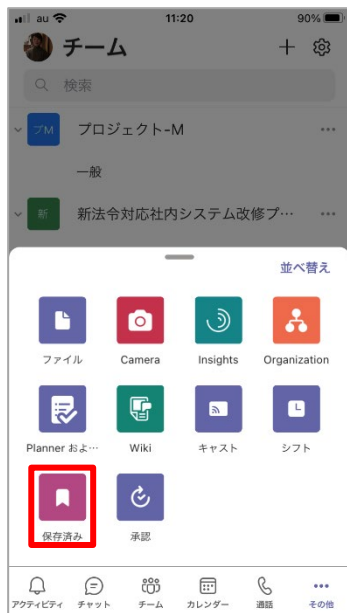 au 11:20 90%
チーム
検索
プM プロジェクト-M
一般
新 新法令対応社内システム改修プ…
並べ替え
ファイル Camera Insights Organization
Planner およ… Wiki キャスト シフト
保存済み 承認
アクティビティ チャット チーム カレンダー 通話 その他